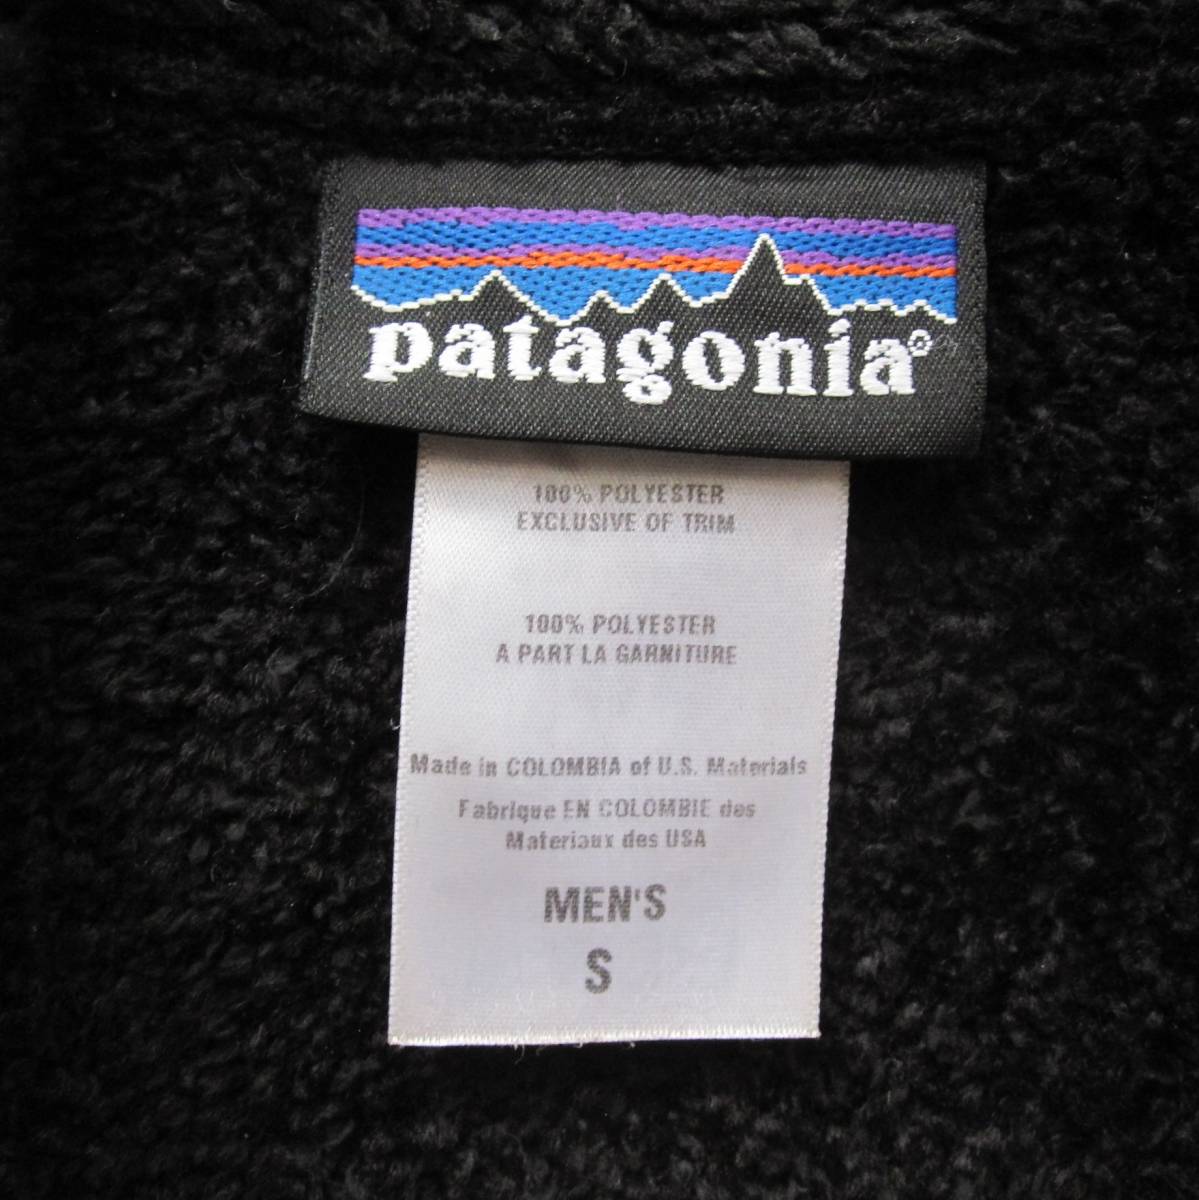 patagonia®
100% POLYESTER
EXCLUSIVE OF TRIM
100% POLYESTER
A PART LA GARNITURE
Made in COLOMBIA of U.S. Materials
Fabrique EN COLOMBIE des
Materiaux des USA
MEN'S
S